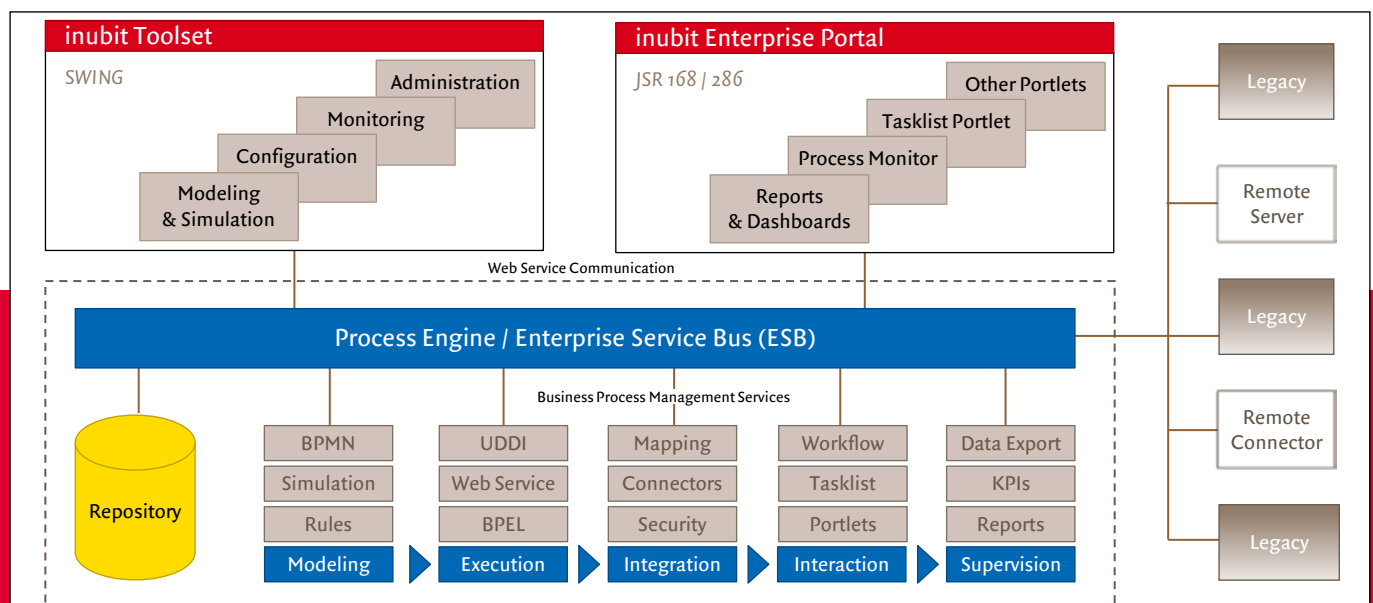 inubit Toolset
SWING
Administration
Monitoring
Configuration
Modeling
& Simulation
inubit Enterprise Portal
JSR 168 / 286
Other Portlets
Tasklist Portlet
Process Monitor
Reports
& Dashboards
Legacy
Remote
Server
Legacy
Remote
Connector
Legacy
Web Service Communication
Process Engine / Enterprise Service Bus (ESB)
Business Process Management Services
Repository
BPMN
Simulation
Rules
Modeling
UDDI
Web Service
BPEL
Execution
Mapping
Connectors
Security
Integration
Workflow
Tasklist
Portlets
Interaction
Data Export
KPIs
Reports
Supervision